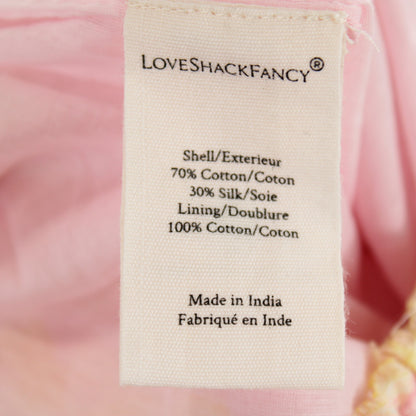 LOVESHACKFANCY®
Shell/Exterieur
70% Cotton/Coton
30% Silk/Soie
Lining/Doublure
100% Cotton/Coton
Made in India
Fabriqué en Inde